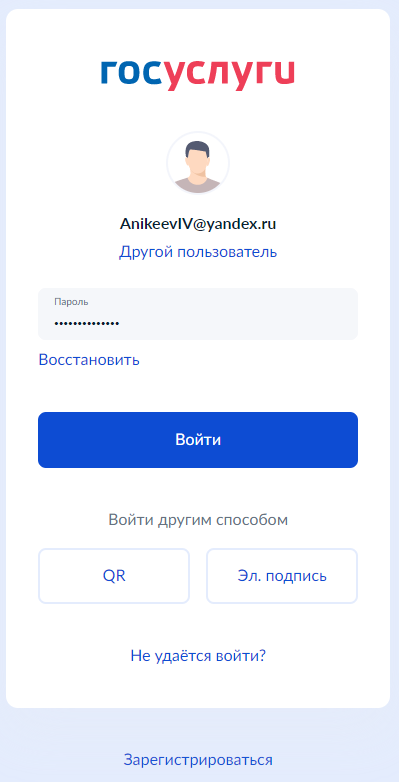 госуслуги
AnikeevIV@yandex.ru
Другой пользователь
Пароль
••••••••••••••
Восстановить
Войти
Войти другим способом
QR
Эл. подпись
Не удаётся войти?
Зарегистрироваться